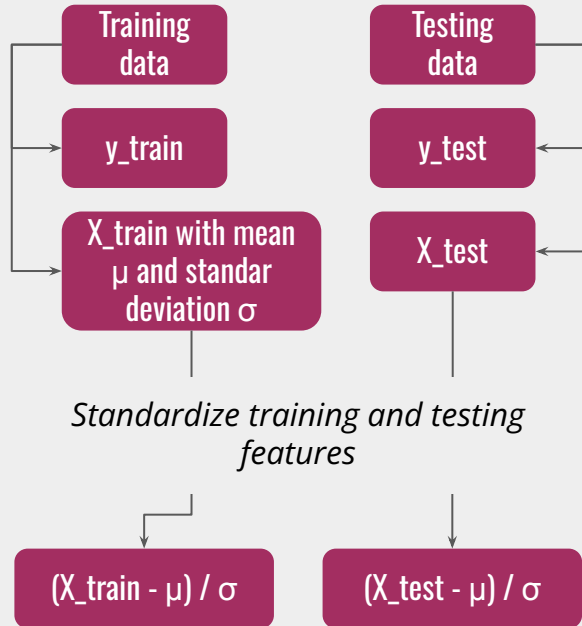 Training
data
Testing
data
y_train
y_test
X_train with mean
μ and standar
deviation σ
X_test
Standardize training and testing
features
(X_train - μ) / σ
(X_test - μ) / σ